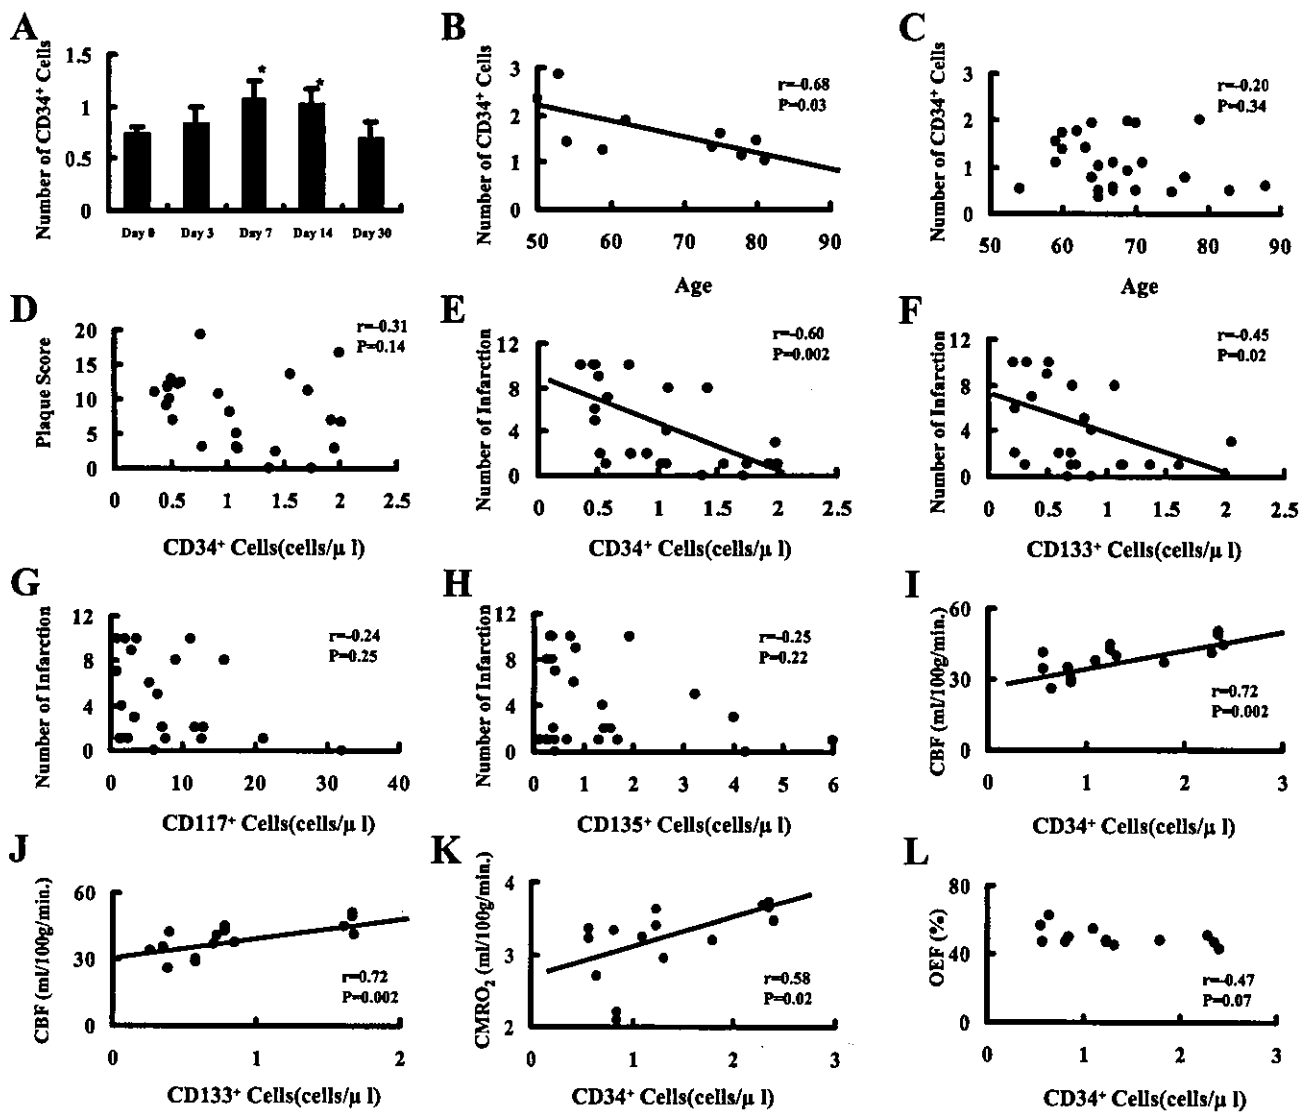 A
Number of CD34⁺ Cells
1.5
1
0.5
0
*
*
Day 0
Day 3
Day 7
Day 14
Day 30
B
Number of CD34⁺ Cells
3
2
1
0
r=-0.68
P=0.03
50
60
70
80
90
Age
C
Number of CD34⁺ Cells
3
2
1
0
r=-0.20
P=0.34
50
60
70
80
90
Age
D
Plaque Score
20
15
10
5
0
r=-0.31
P=0.14
0
0.5
1
1.5
2
2.5
CD34⁺ Cells(cells/μ l)
E
Number of Infarction
12
8
4
0
r=-0.60
P=0.002
0
0.5
1
1.5
2
2.5
CD34⁺ Cells(cells/μ l)
F
Number of Infarction
12
8
4
0
r=-0.45
P=0.02
0
0.5
1
1.5
2
2.5
CD133⁺ Cells(cells/μ l)
G
Number of Infarction
12
8
4
0
r=-0.24
P=0.25
0
10
20
30
40
CD117⁺ Cells(cells/μ l)
H
Number of Infarction
12
8
4
0
r=-0.25
P=0.22
0
1
2
3
4
5
6
CD135⁺ Cells(cells/μ l)
I
CBF (ml/100g/min.)
60
30
0
r=0.72
P=0.002
0
1
2
3
CD34⁺ Cells(cells/μ l)
J
CBF (ml/100g/min.)
60
30
0
r=0.72
P=0.002
0
1
2
CD133⁺ Cells(cells/μ l)
K
CMRO₂ (ml/100g/min.)
4
3
2
r=0.58
P=0.02
0
1
2
3
CD34⁺ Cells(cells/μ l)
L
OEF (%)
80
40
0
r=-0.47
P=0.07
0
1
2
3
CD34⁺ Cells(cells/μ l)